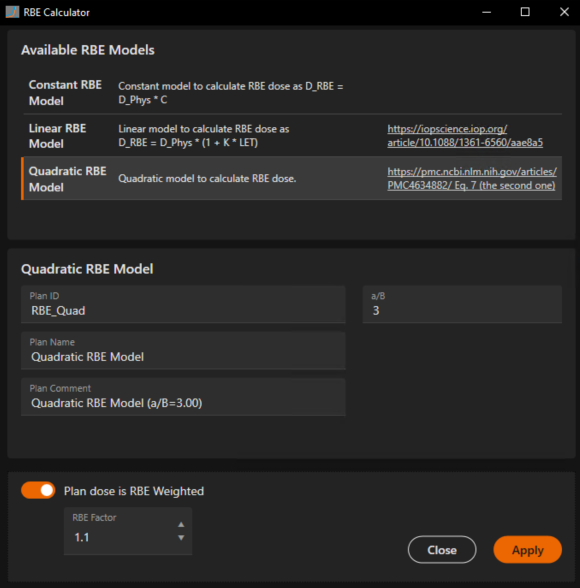 RBE Calculator
Available RBE Models
Constant RBE
Model
Constant model to calculate RBE dose as D_RBE =
D_Phys * C
Linear RBE
Model
Linear model to calculate RBE dose as
D_RBE = D_Phys * (1 + K * LET)
https://iopscience.iop.org/
article/10.1088/1361-6560/aae8a5
Quadratic RBE
Model
Quadratic model to calculate RBE dose.
https://pmc.ncbi.nlm.nih.gov/articles/
PMC4634882/ Eq. 7 (the second one)
Quadratic RBE Model
Plan ID
RBE_Quad
a/B
3
Plan Name
Quadratic RBE Model
Plan Comment
Quadratic RBE Model (a/B=3.00)
Plan dose is RBE Weighted
RBE Factor
1.1
Close
Apply